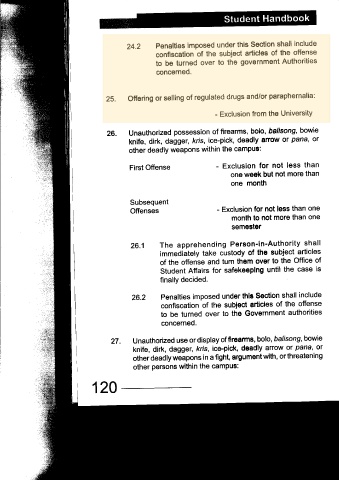 Student Handbook
24.2 Penalties imposed under this Section shall include
confiscation of the subject articles of the offense
to be turned over to the government Authorities
concerned.
25. Offering or selling of regulated drugs and/or paraphernalia:
- Exclusion from the University
26. Unauthorized possession of firearms, bolo, balisong, bowie
knife, dirk, dagger, kris, ice-pick, deadly arrow or pana, or
other deadly weapons within the campus:
First Offense - Exclusion for not less than
one week but not more than
one month
Subsequent
Offenses - Exclusion for not less than one
month to not more than one
semester
26.1 The apprehending Person-in-Authority shall
immediately take custody of the subject articles
of the offense and turn them over to the Office of
Student Affairs for safekeeping until the case is
finally decided.
26.2 Penalties imposed under this Section shall include
confiscation of the subject articles of the offense
to be turned over to the Government authorities
concerned.
27. Unauthorized use or display of firearms, bolo, balisong, bowie
knife, dirk, dagger, kris, ice-pick, deadly arrow or pana, or
other deadly weapons in a fight, argument with, or threatening
other persons within the campus:
120